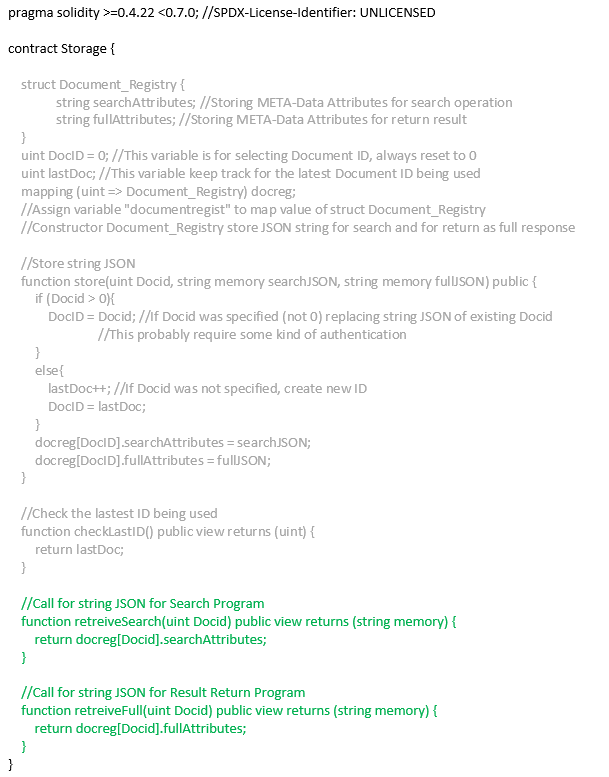 pragma solidity >=0.4.22 <0.7.0; //SPDX-License-Identifier: UNLICENSED
contract Storage {
struct Document_Registry {
string searchAttributes; //Storing META-Data Attributes for search operation
string fullAttributes; //Storing META-Data Attributes for return result
}
uint DocID = 0; //This variable is for selecting Document ID, always reset to 0
uint lastDoc; //This variable keep track for the latest Document ID being used
mapping (uint => Document_Registry) docreg;
//Assign variable "documentregist" to map value of struct Document_Registry
//Constructor Document_Registry store JSON string for search and for return as full response
//Store string JSON
function store(uint Docid, string memory searchJSON, string memory fullJSON) public {
if (Docid > 0){
DocID = Docid; //If Docid was specified (not 0) replacing string JSON of existing Docid
//This probably require some kind of authentication
}
else{
lastDoc++; //If Docid was not specified, create new ID
DocID = lastDoc;
}
docreg[DocID].searchAttributes = searchJSON;
docreg[DocID].fullAttributes = fullJSON;
}
//Check the lastest ID being used
function checkLastID() public view returns (uint) {
return lastDoc;
}
//Call for string JSON for Search Program
function retreiveSearch(uint Docid) public view returns (string memory) {
return docreg[Docid].searchAttributes;
}
//Call for string JSON for Result Return Program
function retreiveFull(uint Docid) public view returns (string memory) {
return docreg[Docid].fullAttributes;
}
}